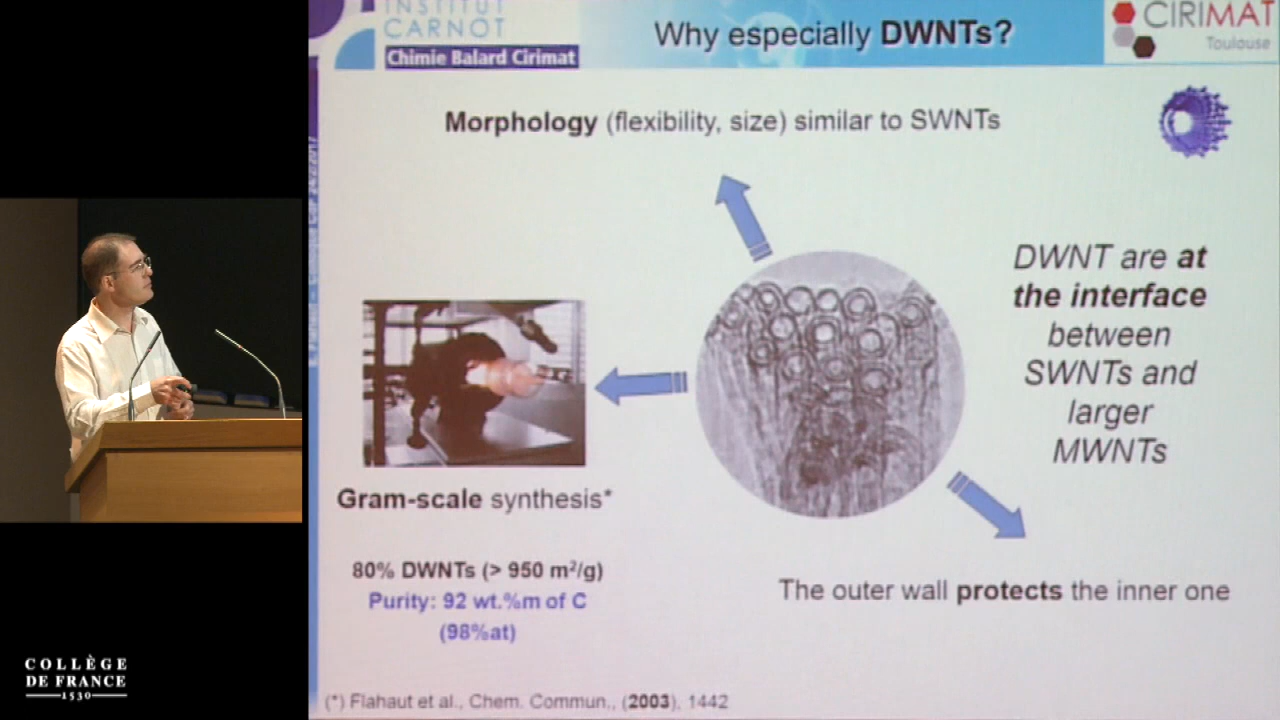 INSTITUT
CARNOT
Chimie Balard Cirimat
Why especially DWNTs?
CIRIMAT
Toulouse
Morphology (flexibility, size) similar to SWNTs
DWNT are at
the interface
between
SWNTs and
larger
MWNTs
Gram-scale synthesis*
80% DWNTs (> 950 m²/g)
Purity: 92 wt.%m of C
(98%at)
The outer wall protects the inner one
(*) Flahaut et al., Chem. Commun., (2003), 1442
COLLÈGE
DE FRANCE
1530